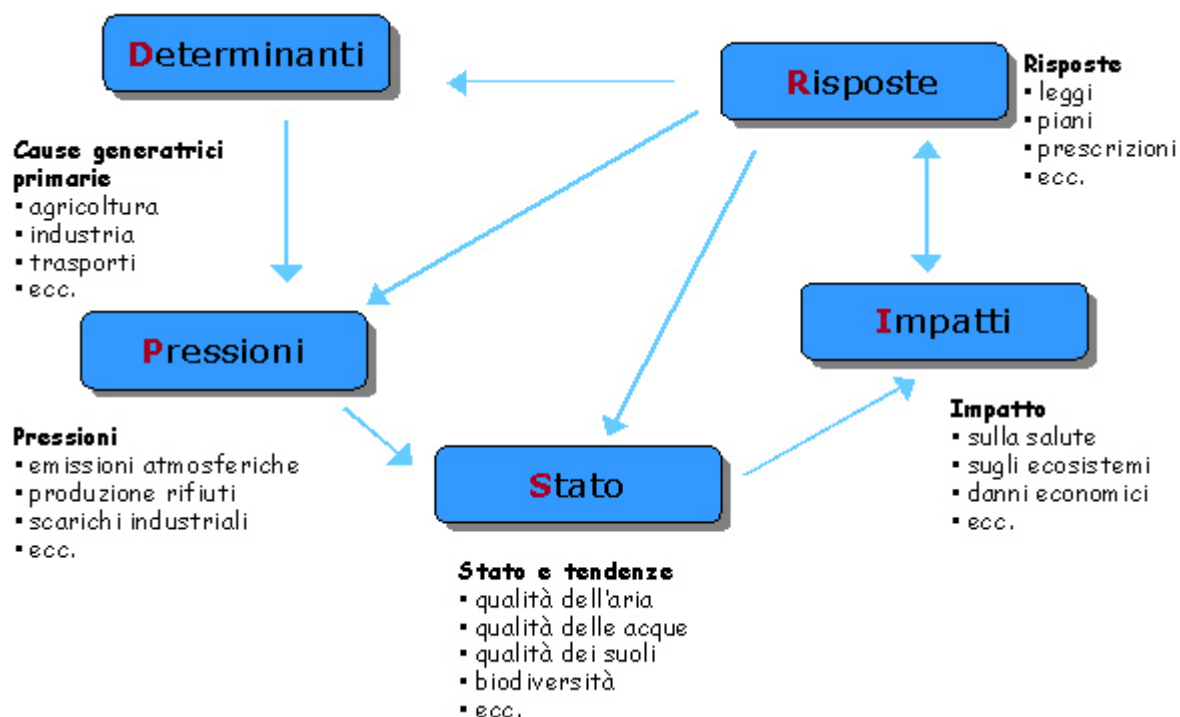 Determinanti
Risposte
Risposte
▪ leggi
▪ piani
▪ prescrizioni
▪ ecc.
Cause generatrici
primarie
▪ agricoltura
▪ industria
▪ trasporti
▪ ecc.
Pressioni
Impatti
Pressioni
▪ emissioni atmosferiche
▪ produzione rifiuti
▪ scarichi industriali
▪ ecc.
Stato
Impatto
▪ sulla salute
▪ sugli ecosistemi
▪ danni economici
▪ ecc.
Stato e tendenze
▪ qualità dell'aria
▪ qualità delle acque
▪ qualità dei suoli
▪ biodiversità
▪ ecc.